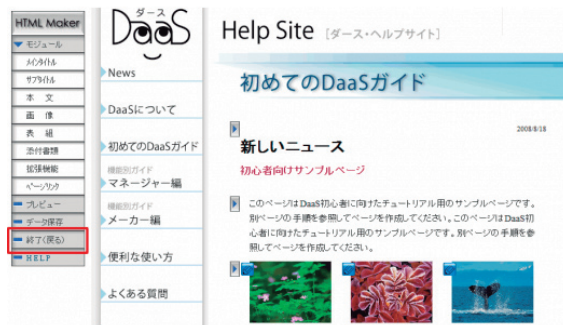 HTML Maker
モジュール
メインタイトル
サブタイトル
本 文
画 像
表 組
添付書類
拡張機能
ページリンク
プレビュー
データ保存
終了(戻る)
HELP
ダース
DaaS
News
DaaSについて
初めてのDaaSガイド
機能別ガイド
マネージャー編
機能別ガイド
メーカー編
便利な使い方
よくある質問
Help Site [ダース・ヘルプサイト]
初めてのDaaSガイド
2008/8/18
新しいニュース
初心者向けサンプルページ
このページはDaaS初心者に向けたチュートリアル用のサンプルページです。
別ページの手順を参照してページを作成してください。このページはDaaS初
心者に向けたチュートリアル用のサンプルページです。別ページの手順を参
照してページを作成してください。